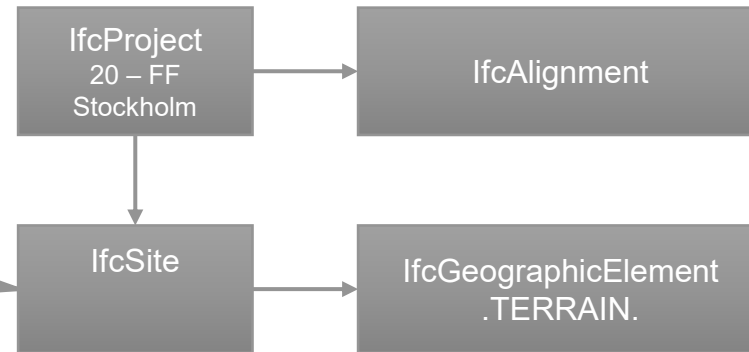 IfcProject
20 – FF
Stockholm
IfcAlignment
IfcSite
IfcGeographicElement
.TERRAIN.